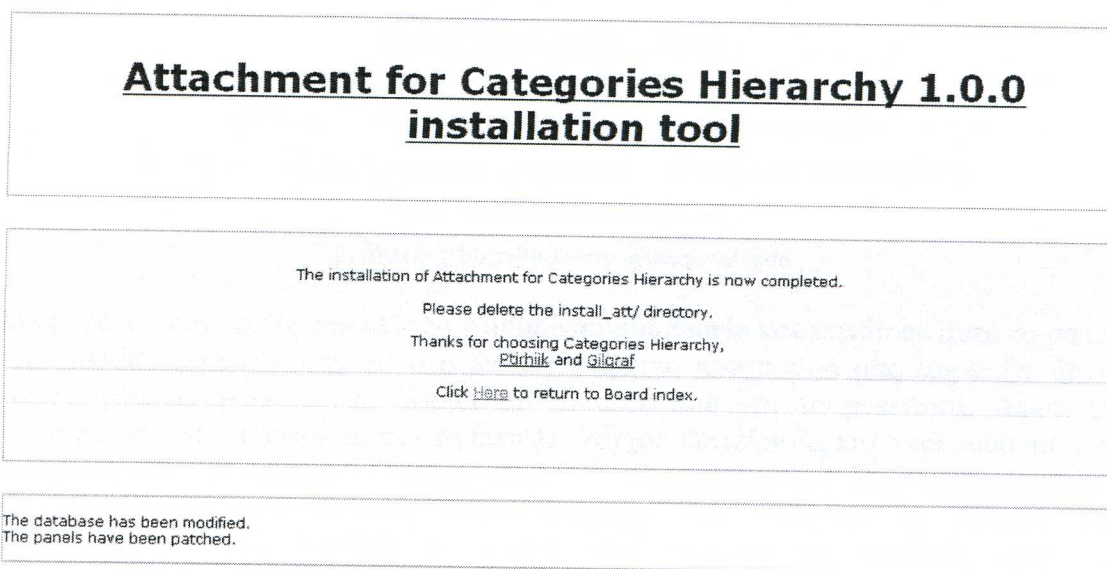 Attachment for Categories Hierarchy 1.0.0
installation tool
The installation of Attachment for Categories Hierarchy is now completed.
Please delete the install_att/ directory.
Thanks for choosing Categories Hierarchy,
Ptirhiik and Gilgraf
Click Here to return to Board index.
The database has been modified.
The panels have been patched.